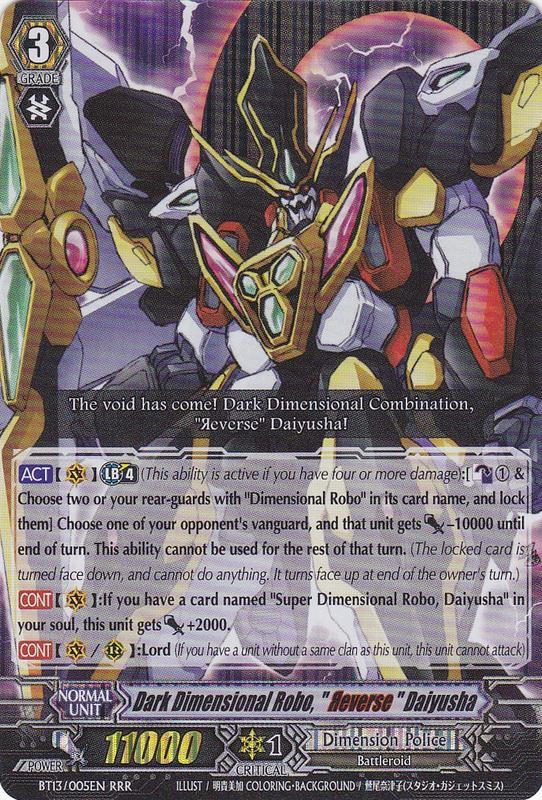 3
GRADE
The void has come! Dark Dimensional Combination,
"Яeverse" Daiyusha!
ACT【 】LB4 (This ability is active if you have four or more damage):[ ① &
Choose two or your rear-guards with "Dimensional Robo" in its card name, and lock
them] Choose one of your opponent's vanguard, and that unit gets -10000 until
end of turn. This ability cannot be used for the rest of that turn. (The locked card is
turned face down, and cannot do anything. It turns face up at end of the owner's turn.)
CONT【 】:If you have a card named "Super Dimensional Robo, Daiyusha" in
your soul, this unit gets +2000.
CONT【 / 】:Lord (If you have a unit without a same clan as this unit, this unit cannot attack)
NORMAL
UNIT
Dark Dimensional Robo, "Яeverse" Daiyusha
POWER
11000
1
CRITICAL
Dimension Police
Battleroid
BT13/005EN RRR
ILLUST / 明貴美加 COLORING・BACKGROUND / 鷲尾奈津子(スタジオ・ガジェットスミス)